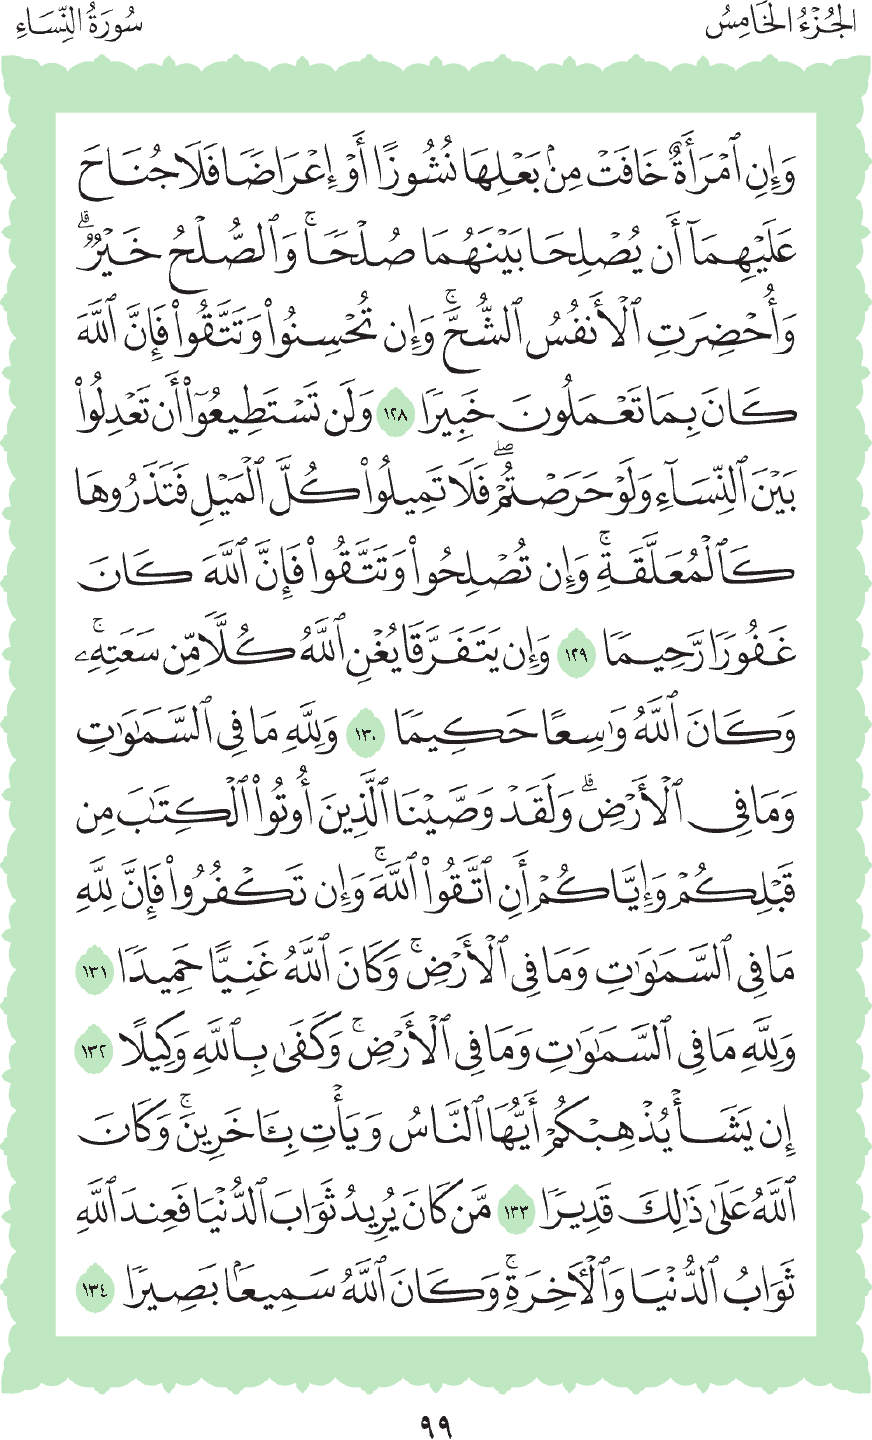 الجُزْءُ الخَامِسُ
سُورَةُ النِّسَاءِ
وَإِنِ ٱمْرَأَةٌ خَافَتْ مِنۢ بَعْلِهَا نُشُوزًا أَوْ إِعْرَاضٗا فَلَا جُنَاحَ
عَلَيْهِمَآ أَن يُصْلِحَا بَيْنَهُمَا صُلْحٗاۚ وَٱلصُّلْحُ خَيْرٞۗ
وَأُحْضِرَتِ ٱلْأَنفُسُ ٱلشُّحَّۚ وَإِن تُحْسِنُوا۟ وَتَتَّقُوا۟ فَإِنَّ ٱللَّهَ
كَانَ بِمَا تَعْمَلُونَ خَبِيرٗا ١٢٨ وَلَن تَسْتَطِيعُوٓا۟ أَن تَعْدِلُوا۟
بَيْنَ ٱلنِّسَآءِ وَلَوْ حَرَصْتُمْۖ فَلَا تَمِيلُوا۟ كُلَّ ٱلْمَيْلِ فَتَذَرُوهَا
كَٱلْمُعَلَّقَةِۚ وَإِن تُصْلِحُوا۟ وَتَتَّقُوا۟ فَإِنَّ ٱللَّهَ كَانَ
غَفُورٗا رَّحِيمٗا ١٢٩ وَإِن يَتَفَرَّقَا يُغْنِ ٱللَّهُ كُلّٗا مِّن سَعَتِهِۦۚ
وَكَانَ ٱللَّهُ وَٰسِعًا حَكِيمٗا ١٣٠ وَلِلَّهِ مَا فِي ٱلسَّمَٰوَٰتِ
وَمَا فِي ٱلْأَرْضِۗ وَلَقَدْ وَصَّيْنَا ٱلَّذِينَ أُوتُوا۟ ٱلْكِتَٰبَ مِن
قَبْلِكُمْ وَإِيَّاكُمْ أَنِ ٱتَّقُوا۟ ٱللَّهَۚ وَإِن تَكْفُرُوا۟ فَإِنَّ لِلَّهِ
مَا فِي ٱلسَّمَٰوَٰتِ وَمَا فِي ٱلْأَرْضِۚ وَكَانَ ٱللَّهُ غَنِيًّا حَمِيدٗا ١٣١
وَلِلَّهِ مَا فِي ٱلسَّمَٰوَٰتِ وَمَا فِي ٱلْأَرْضِۚ وَكَفَىٰ بِٱللَّهِ وَكِيلًا ١٣٢
إِن يَشَأْ يُذْهِبْكُمْ أَيُّهَا ٱلنَّاسُ وَيَأْتِ بِـَٔاخَرِينَۚ وَكَانَ
ٱللَّهُ عَلَىٰ ذَٰلِكَ قَدِيرٗا ١٣٣ مَّن كَانَ يُرِيدُ ثَوَابَ ٱلدُّنْيَا فَعِندَ ٱللَّهِ
ثَوَابُ ٱلدُّنْيَا وَٱلْأٓخِرَةِۚ وَكَانَ ٱللَّهُ سَمِيعَۢا بَصِيرٗا ١٣٤
٩٩